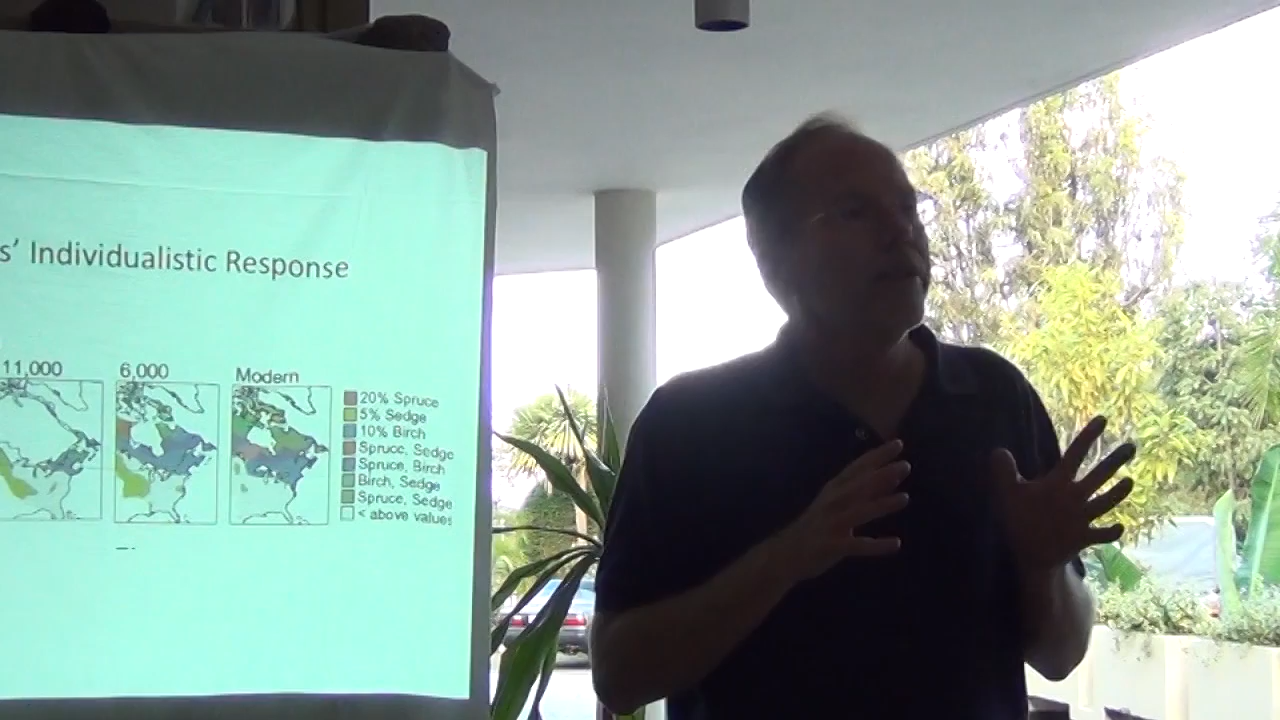 s’ Individualistic Response
11,000
6,000
Modern
20% Spruce
5% Sedge
10% Birch
Spruce, Sedge
Spruce, Birch
Birch, Sedge
Spruce, Sedge
< above values